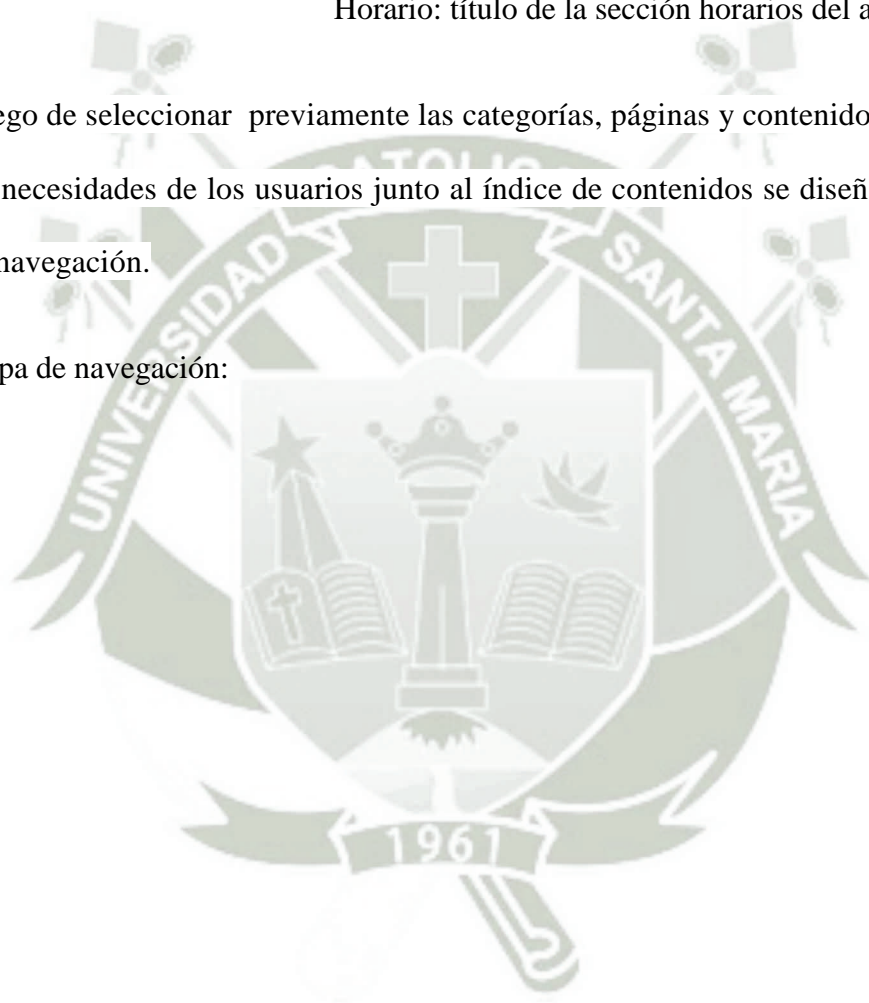 Horario: título de la sección horarios del a
ego de seleccionar previamente las categorías, páginas y contenido
necesidades de los usuarios junto al índice de contenidos se diseñ
navegación.
pa de navegación:
UNIVERSIDAD CATOLICA SANTA MARIA
1961